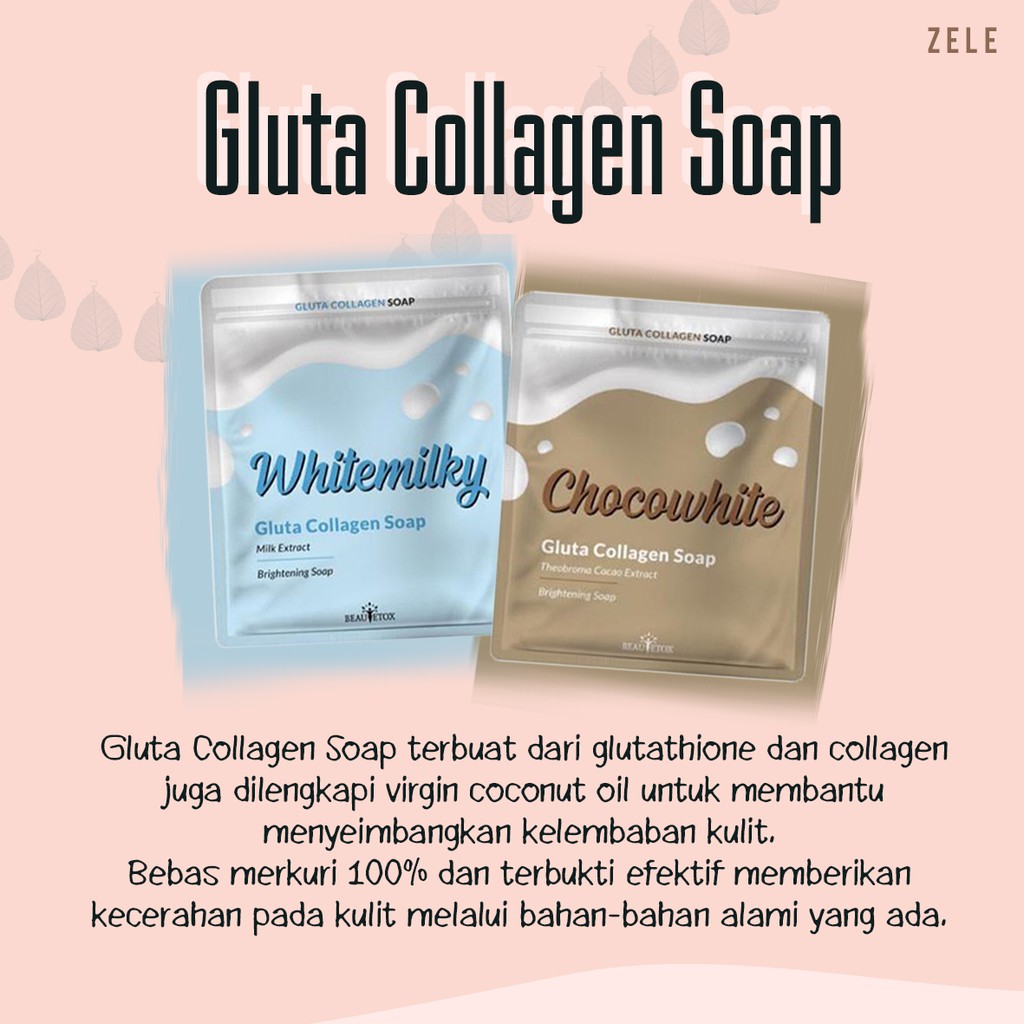 ZELE
Gluta Collagen Soap
GLUTA COLLAGEN SOAP
Whitemilky
Gluta Collagen Soap
Milk Extract
Brightening Soap
BEAUTETOX
GLUTA COLLAGEN SOAP
Chocowhite
Gluta Collagen Soap
Theobroma Cacao Extract
Brightening Soap
BEAUTETOX
Gluta Collagen Soap terbuat dari glutathione dan collagen
juga dilengkapi virgin coconut oil untuk membantu
menyeimbangkan kelembaban kulit.
Bebas merkuri 100% dan terbukti efektif memberikan
kecerahan pada kulit melalui bahan-bahan alami yang ada.